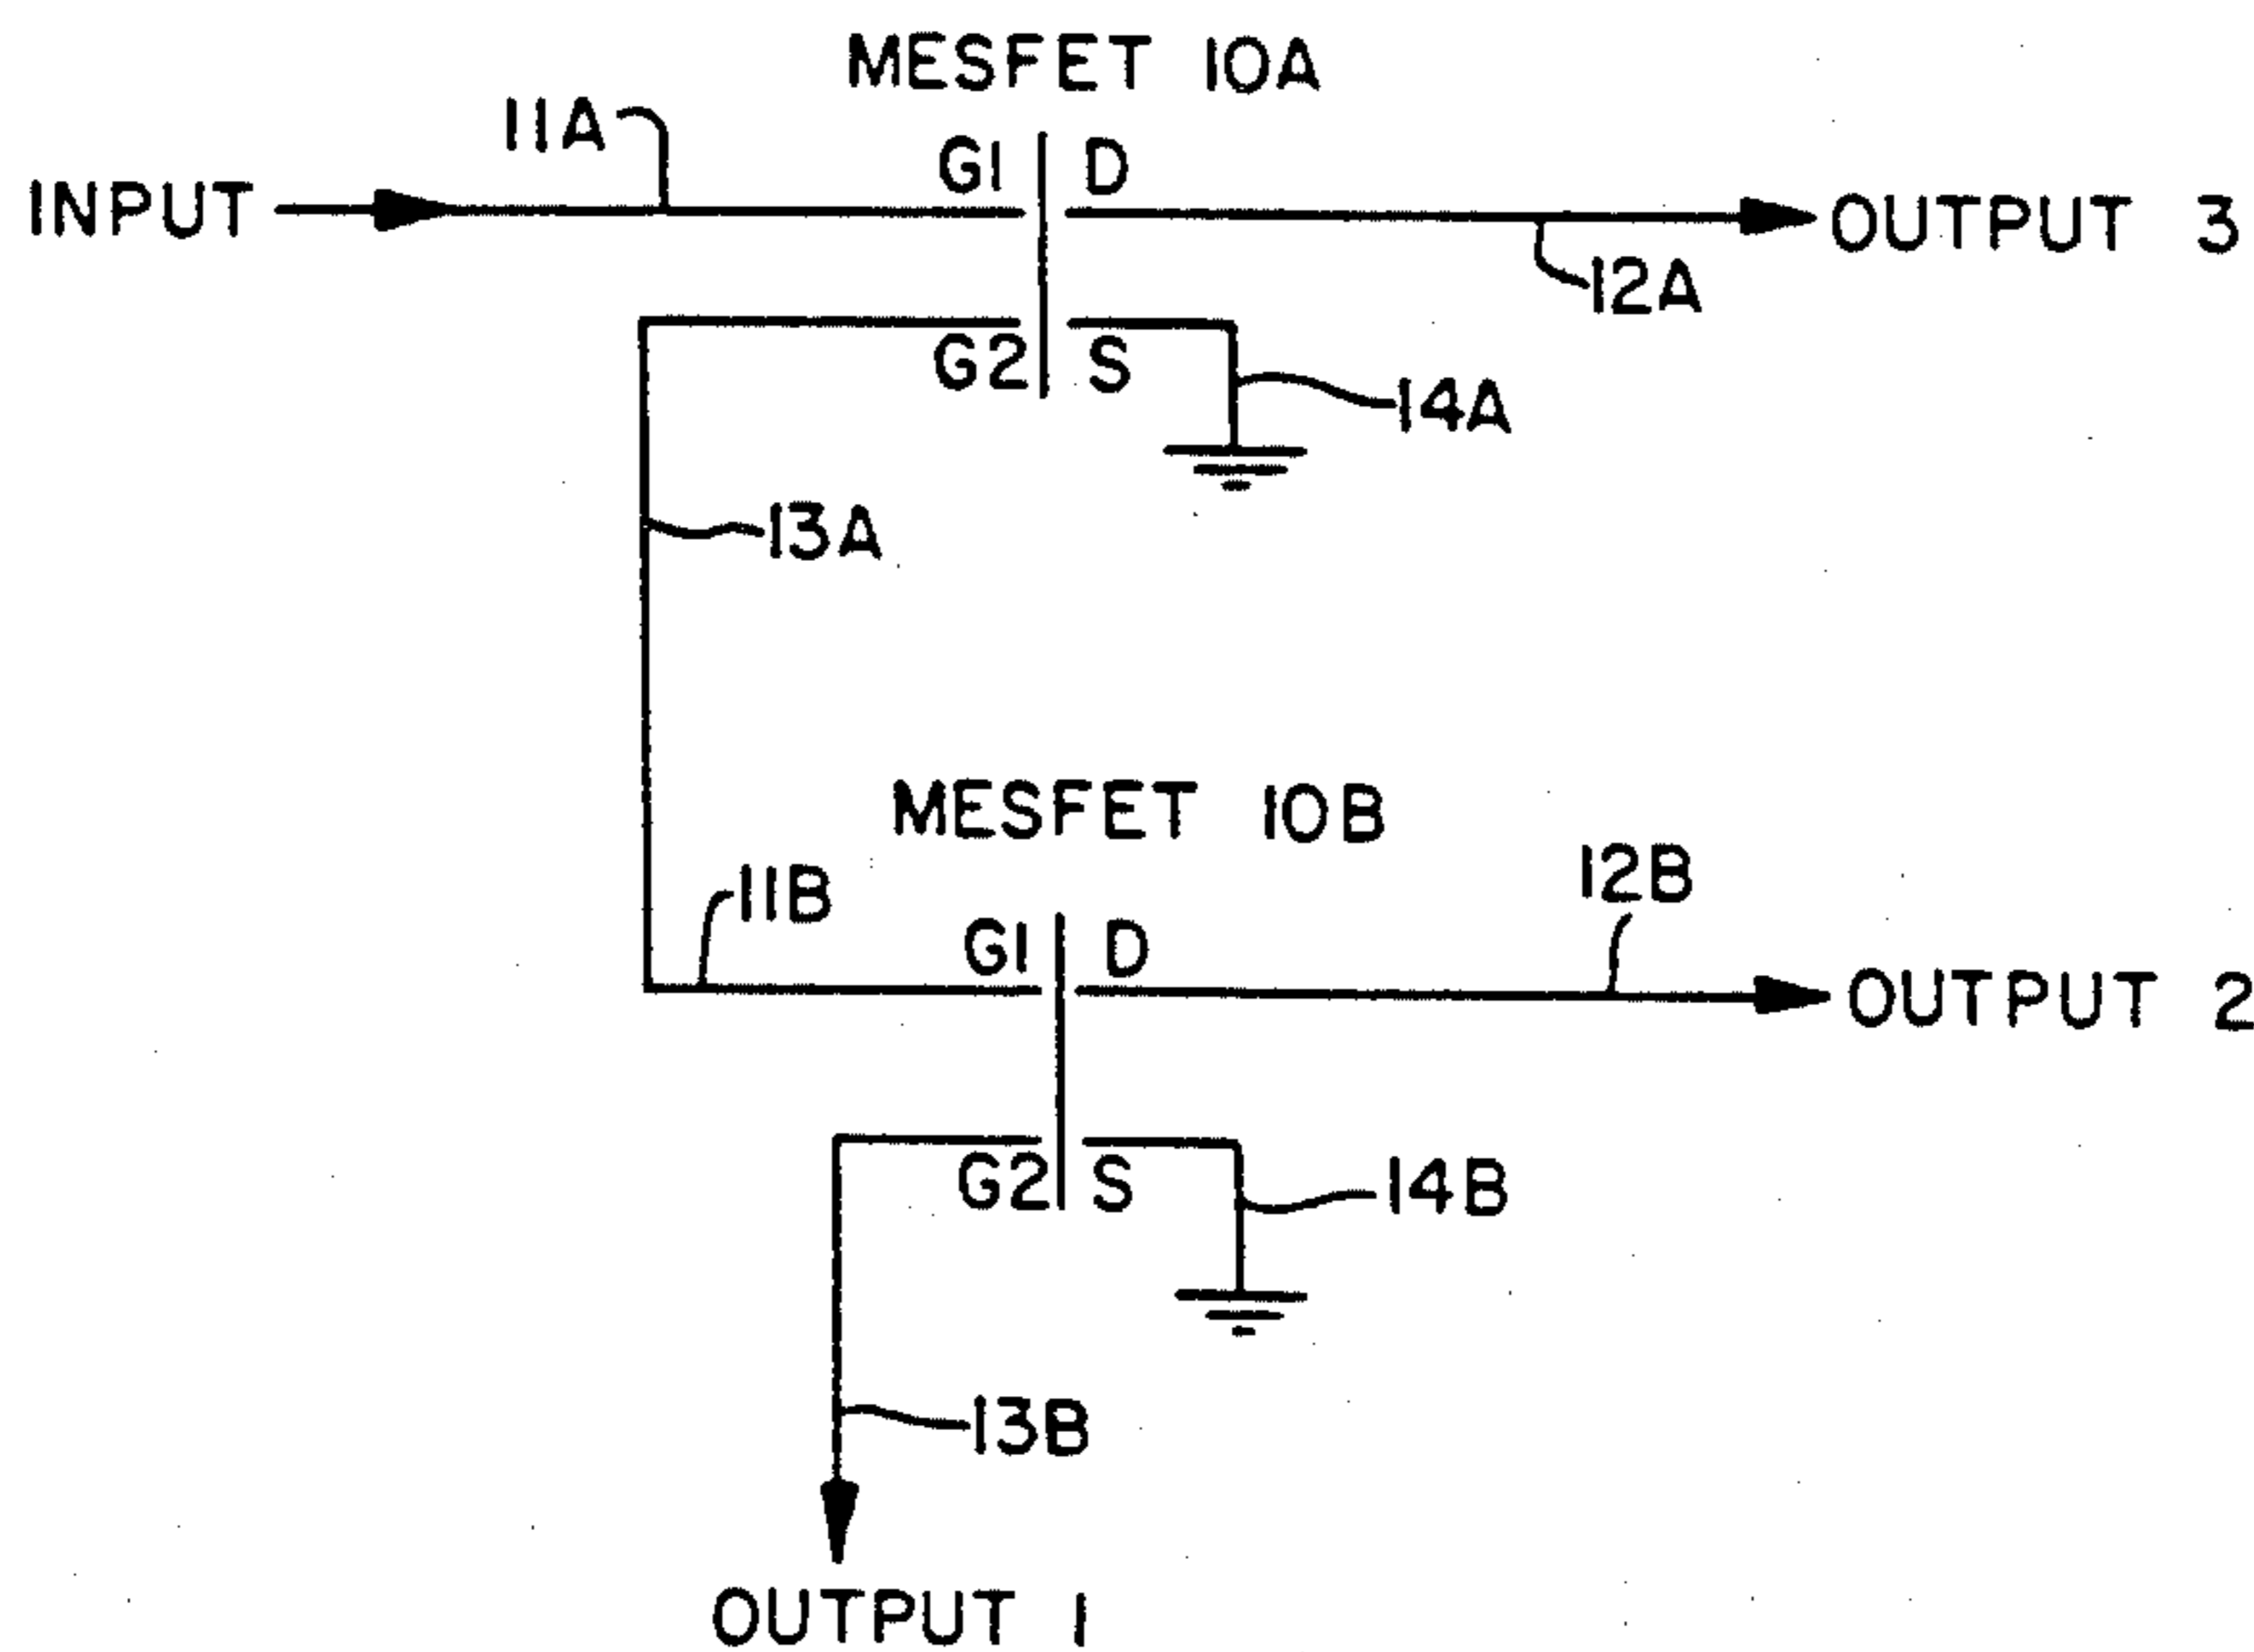 MESFET 10A
11A
G1 D
INPUT
OUTPUT 3
12A
G2 S
14A
13A
MESFET 10B
12B
11B
G1 D
OUTPUT 2
G2 S
14B
13B
OUTPUT 1